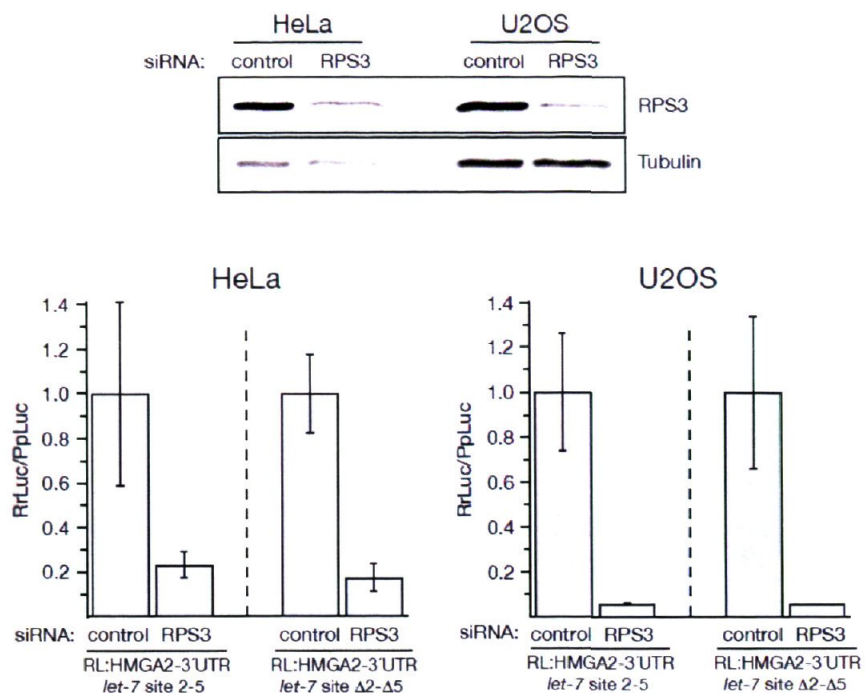 HeLa U2OS
siRNA: control RPS3 control RPS3
RPS3
Tubulin
HeLa
RrLuc/PpLuc
1.4
1.2
1.0
0.8
0.6
0.4
0.2
siRNA: control RPS3 control RPS3
RL:HMGA2-3'UTR RL:HMGA2-3'UTR
let-7 site 2-5 let-7 site Δ2-Δ5
U2OS
RrLuc/PpLuc
1.4
1.2
1.0
0.8
0.6
0.4
0.2
siRNA: control RPS3 control RPS3
RL:HMGA2-3'UTR RL:HMGA2-3'UTR
let-7 site 2-5 let-7 site Δ2-Δ5